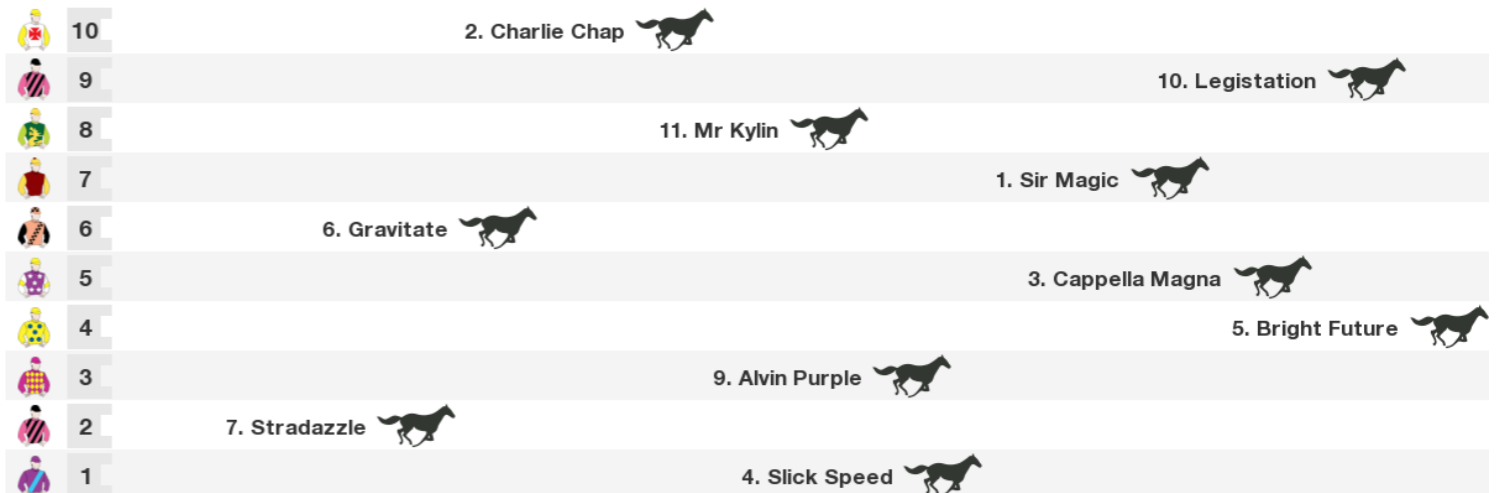 10 2. Charlie Chap
9 10. Legistation
8 11. Mr Kylin
7 1. Sir Magic
6 6. Gravitate
5 3. Cappella Magna
4 5. Bright Future
3 9. Alvin Purple
2 7. Stradazzle
1 4. Slick Speed